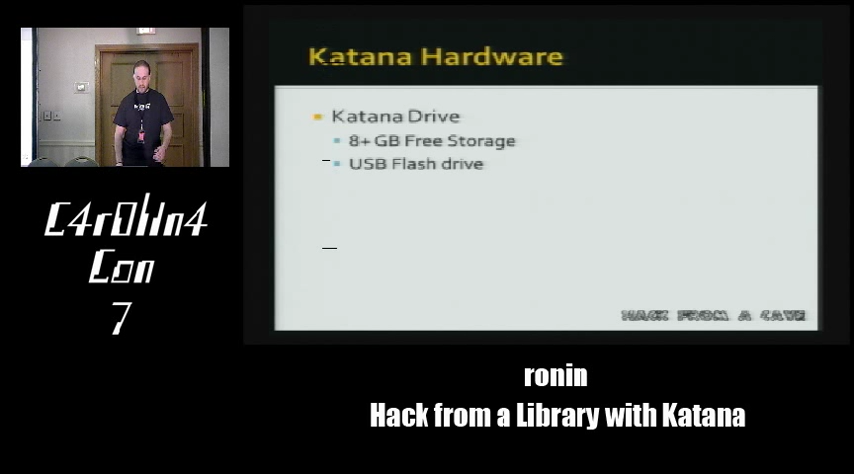 Katana Hardware
Katana Drive
8+ GB Free Storage
USB Flash drive
HACK FROM A CAVE
C4r0l1n4
Con
7
ronin
Hack from a Library with Katana